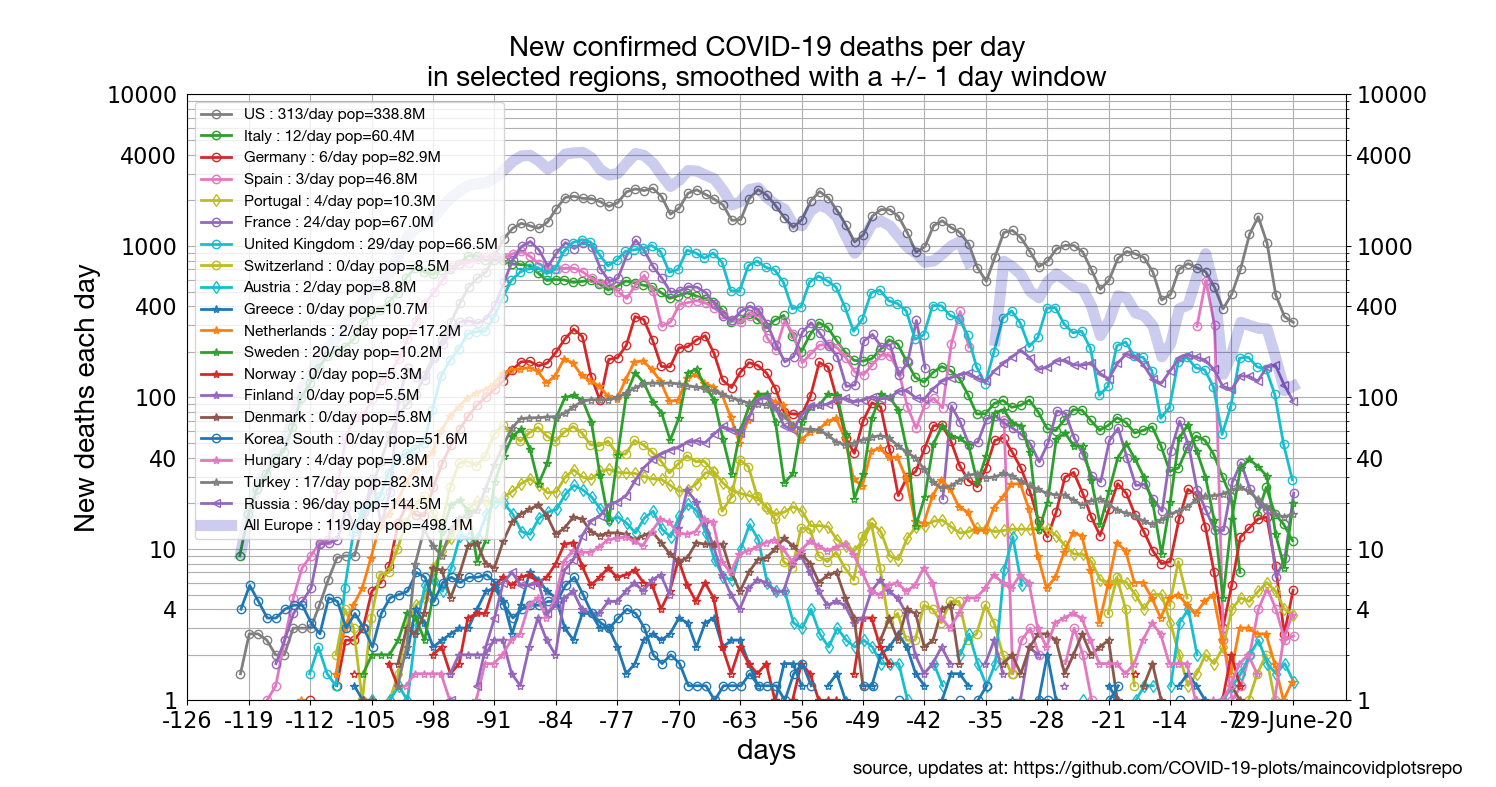 New confirmed COVID-19 deaths per day
in selected regions, smoothed with a +/- 1 day window
New deaths each day
10000
4000
1000
400
100
40
10
4
1
US : 313/day pop=338.8M
Italy : 12/day pop=60.4M
Germany : 6/day pop=82.9M
Spain : 3/day pop=46.8M
Portugal : 4/day pop=10.3M
France : 24/day pop=67.0M
United Kingdom : 29/day pop=66.5M
Switzerland : 0/day pop=8.5M
Austria : 2/day pop=8.8M
Greece : 0/day pop=10.7M
Netherlands : 2/day pop=17.2M
Sweden : 20/day pop=10.2M
Norway : 0/day pop=5.3M
Finland : 0/day pop=5.5M
Denmark : 0/day pop=5.8M
Korea, South : 0/day pop=51.6M
Hungary : 4/day pop=9.8M
Turkey : 17/day pop=82.3M
Russia : 96/day pop=144.5M
All Europe : 119/day pop=498.1M
10000
4000
1000
400
100
40
10
4
1
-126 -119 -112 -105 -98 -91 -84 -77 -70 -63 -56 -49 -42 -35 -28 -21 -14 -7 29-June-20
days
source, updates at: https://github.com/COVID-19-plots/maincovidplotsrepo